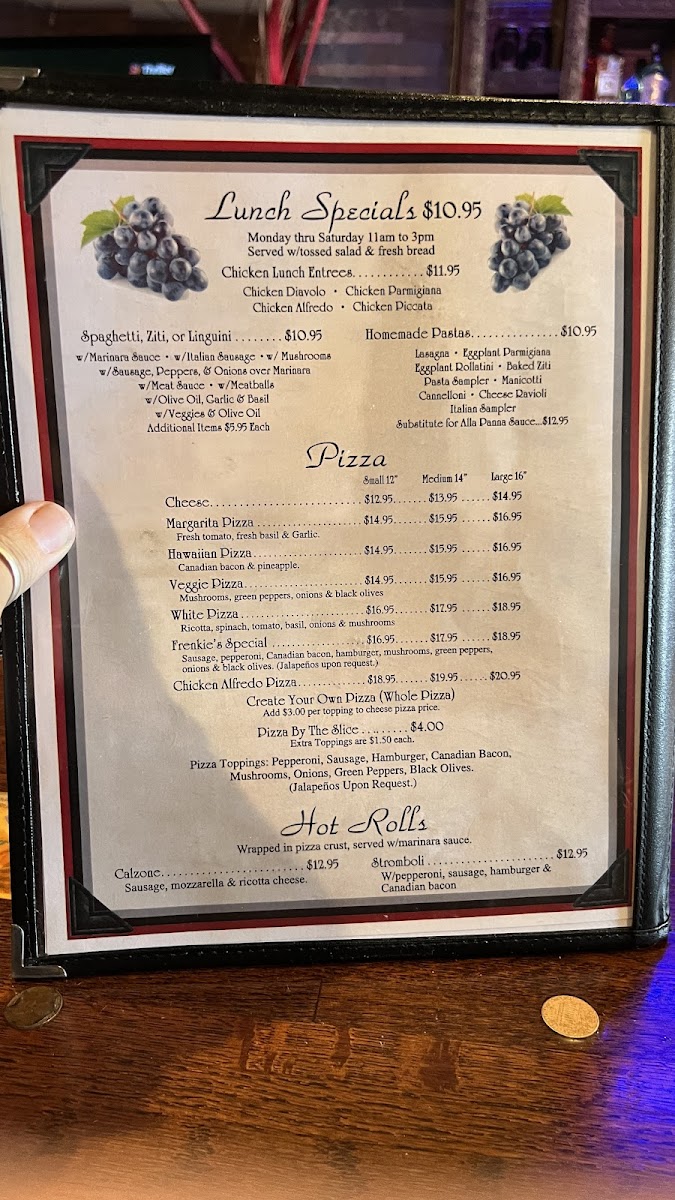 Lunch Specials $10.95
Monday thru Saturday 11am to 3pm
Served w/tossed salad & fresh bread
Chicken Lunch Entrees............$11.95
Chicken Diavolo • Chicken Parmigiana
Chicken Alfredo • Chicken Piccata
Spaghetti, Ziti, or Linguini ........ $10.95
w/Marinara Sauce • w/Italian Sausage • w/ Mushrooms
w/Sausage, Peppers, & Onions over Marinara
w/Meat Sauce • w/Meatballs
w/Olive Oil, Garlic & Basil
w/Veggies & Olive Oil
Additional Items $5.95 Each
Homemade Pastas...............$10.95
Lasagna • Eggplant Parmigiana
Eggplant Rollatini • Baked Ziti
Pasta Sampler • Manicotti
Cannelloni • Cheese Ravioli
Italian Sampler
Substitute for Alla Panna Sauce...$12.95
Pizza
Small 12" Medium 14" Large 16"
Cheese......................... $12.95....... $13.95 ...... $14.95
Margarita Pizza ................. $14.95....... $15.95 ...... $16.95
Fresh tomato, fresh basil & Garlic.
Hawaiian Pizza.................. $14.95....... $15.95 ...... $16.95
Canadian bacon & pineapple.
Veggie Pizza.................... $14.95....... $15.95 ...... $16.95
Mushrooms, green peppers, onions & black olives
White Pizza..................... $16.95....... $17.95 ...... $18.95
Ricotta, spinach, tomato, basil, onions & mushrooms
Frenkie's Special ................ $16.95....... $17.95 ...... $18.95
Sausage, pepperoni, Canadian bacon, hamburger, mushrooms, green peppers,
onions & black olives. (Jalapeños upon request.)
Chicken Alfredo Pizza............ $18.95....... $19.95...... $20.95
Create Your Own Pizza (Whole Pizza)
Add $3.00 per topping to cheese pizza price.
Pizza By The Slice ......... $4.00
Extra Toppings are $1.50 each.
Pizza Toppings: Pepperoni, Sausage, Hamburger, Canadian Bacon,
Mushrooms, Onions, Green Peppers, Black Olives.
(Jalapeños Upon Request.)
Hot Rolls
Wrapped in pizza crust, served w/marinara sauce.
Calzone......................... $12.95
Sausage, mozzarella & ricotta cheese.
Stromboli ...................... $12.95
W/pepperoni, sausage, hamburger &
Canadian bacon